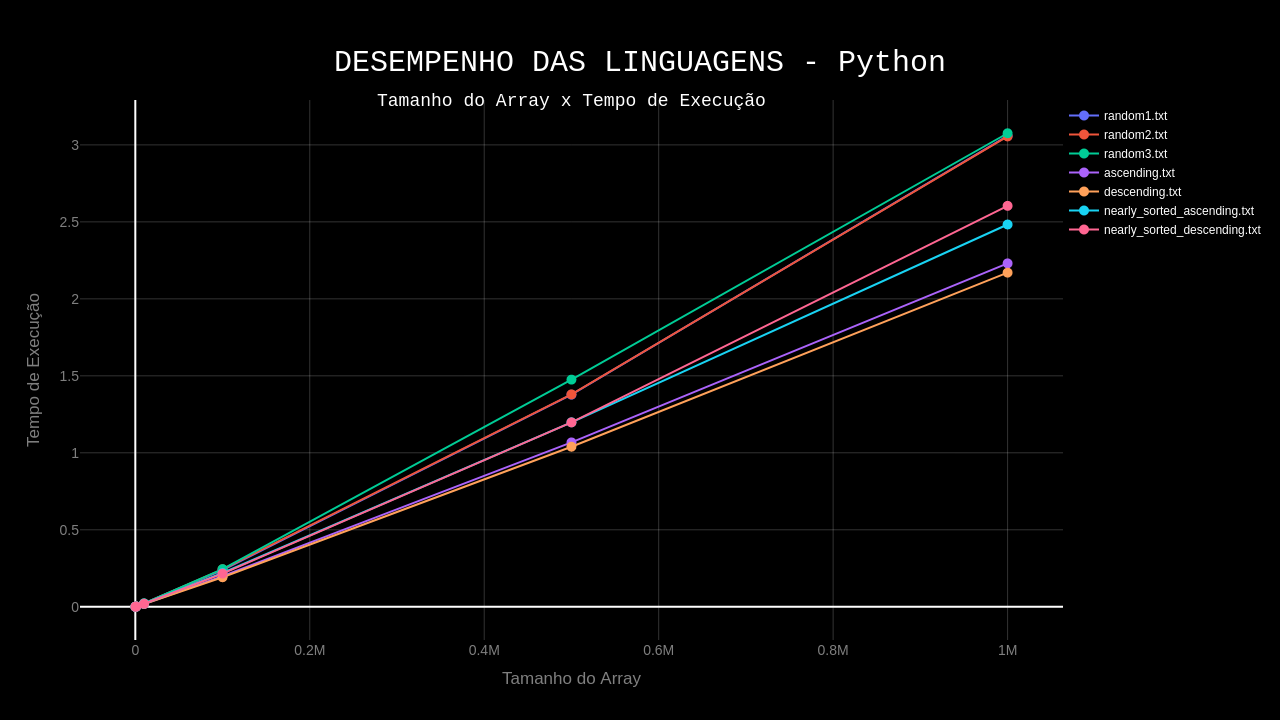 DESEMPENHO DAS LINGUAGENS - Python
Tamanho do Array x Tempo de Execução
random1.txt
random2.txt
random3.txt
ascending.txt
descending.txt
nearly_sorted_ascending.txt
nearly_sorted_descending.txt
Tempo de Execução
3
2.5
2
1.5
1
0.5
0
0
0.2M
0.4M
0.6M
0.8M
1M
Tamanho do Array